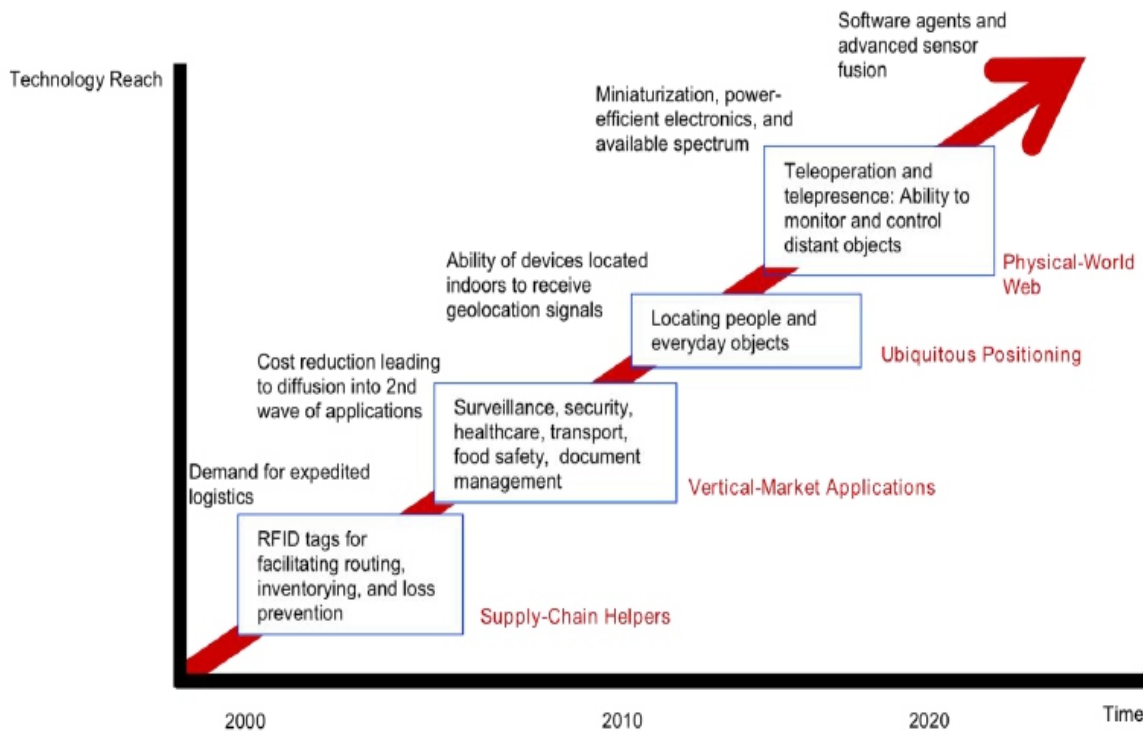 Software agents and
advanced sensor
fusion
Technology Reach
Miniaturization, power-
efficient electronics, and
available spectrum
Teleoperation and
telepresence: Ability to
monitor and control
distant objects
Physical-World
Web
Ability of devices located
indoors to receive
geolocation signals
Locating people and
everyday objects
Ubiquitous Positioning
Cost reduction leading
to diffusion into 2nd
wave of applications
Surveillance, security,
healthcare, transport,
food safety, document
management
Vertical-Market Applications
Demand for expedited
logistics
RFID tags for
facilitating routing,
inventorying, and loss
prevention
Supply-Chain Helpers
2000
2010
2020
Time